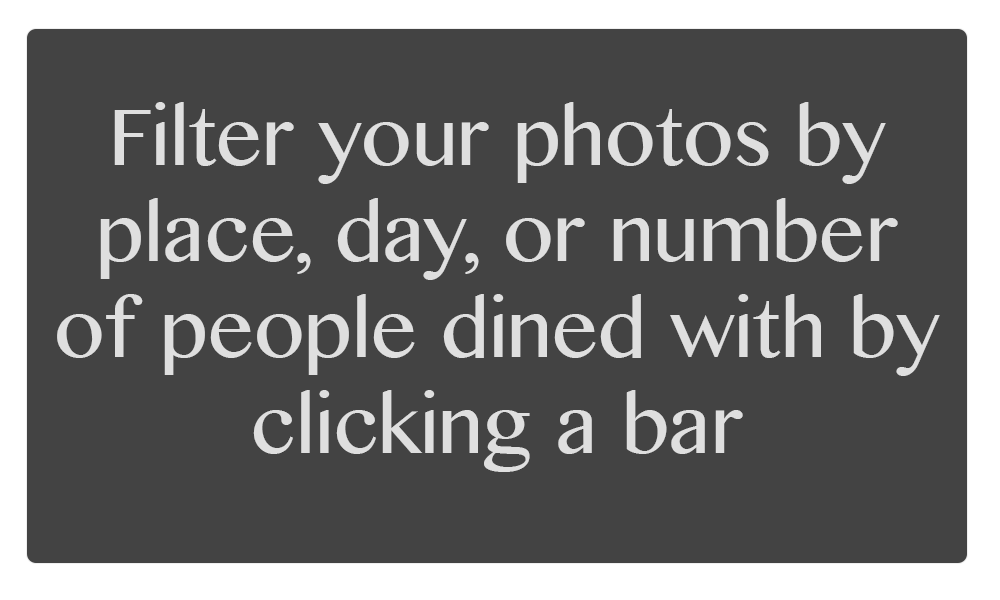 Filter your photos by
place, day, or number
of people dined with by
clicking a bar